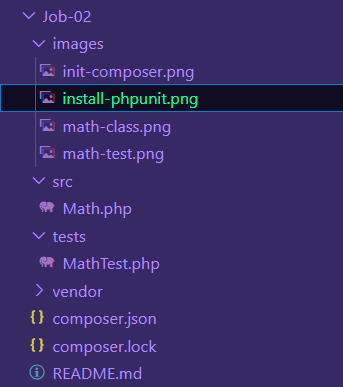 Job-02
images
init-composer.png
install-phpunit.png
math-class.png
math-test.png
src
Math.php
tests
MathTest.php
vendor
composer.json
composer.lock
README.md